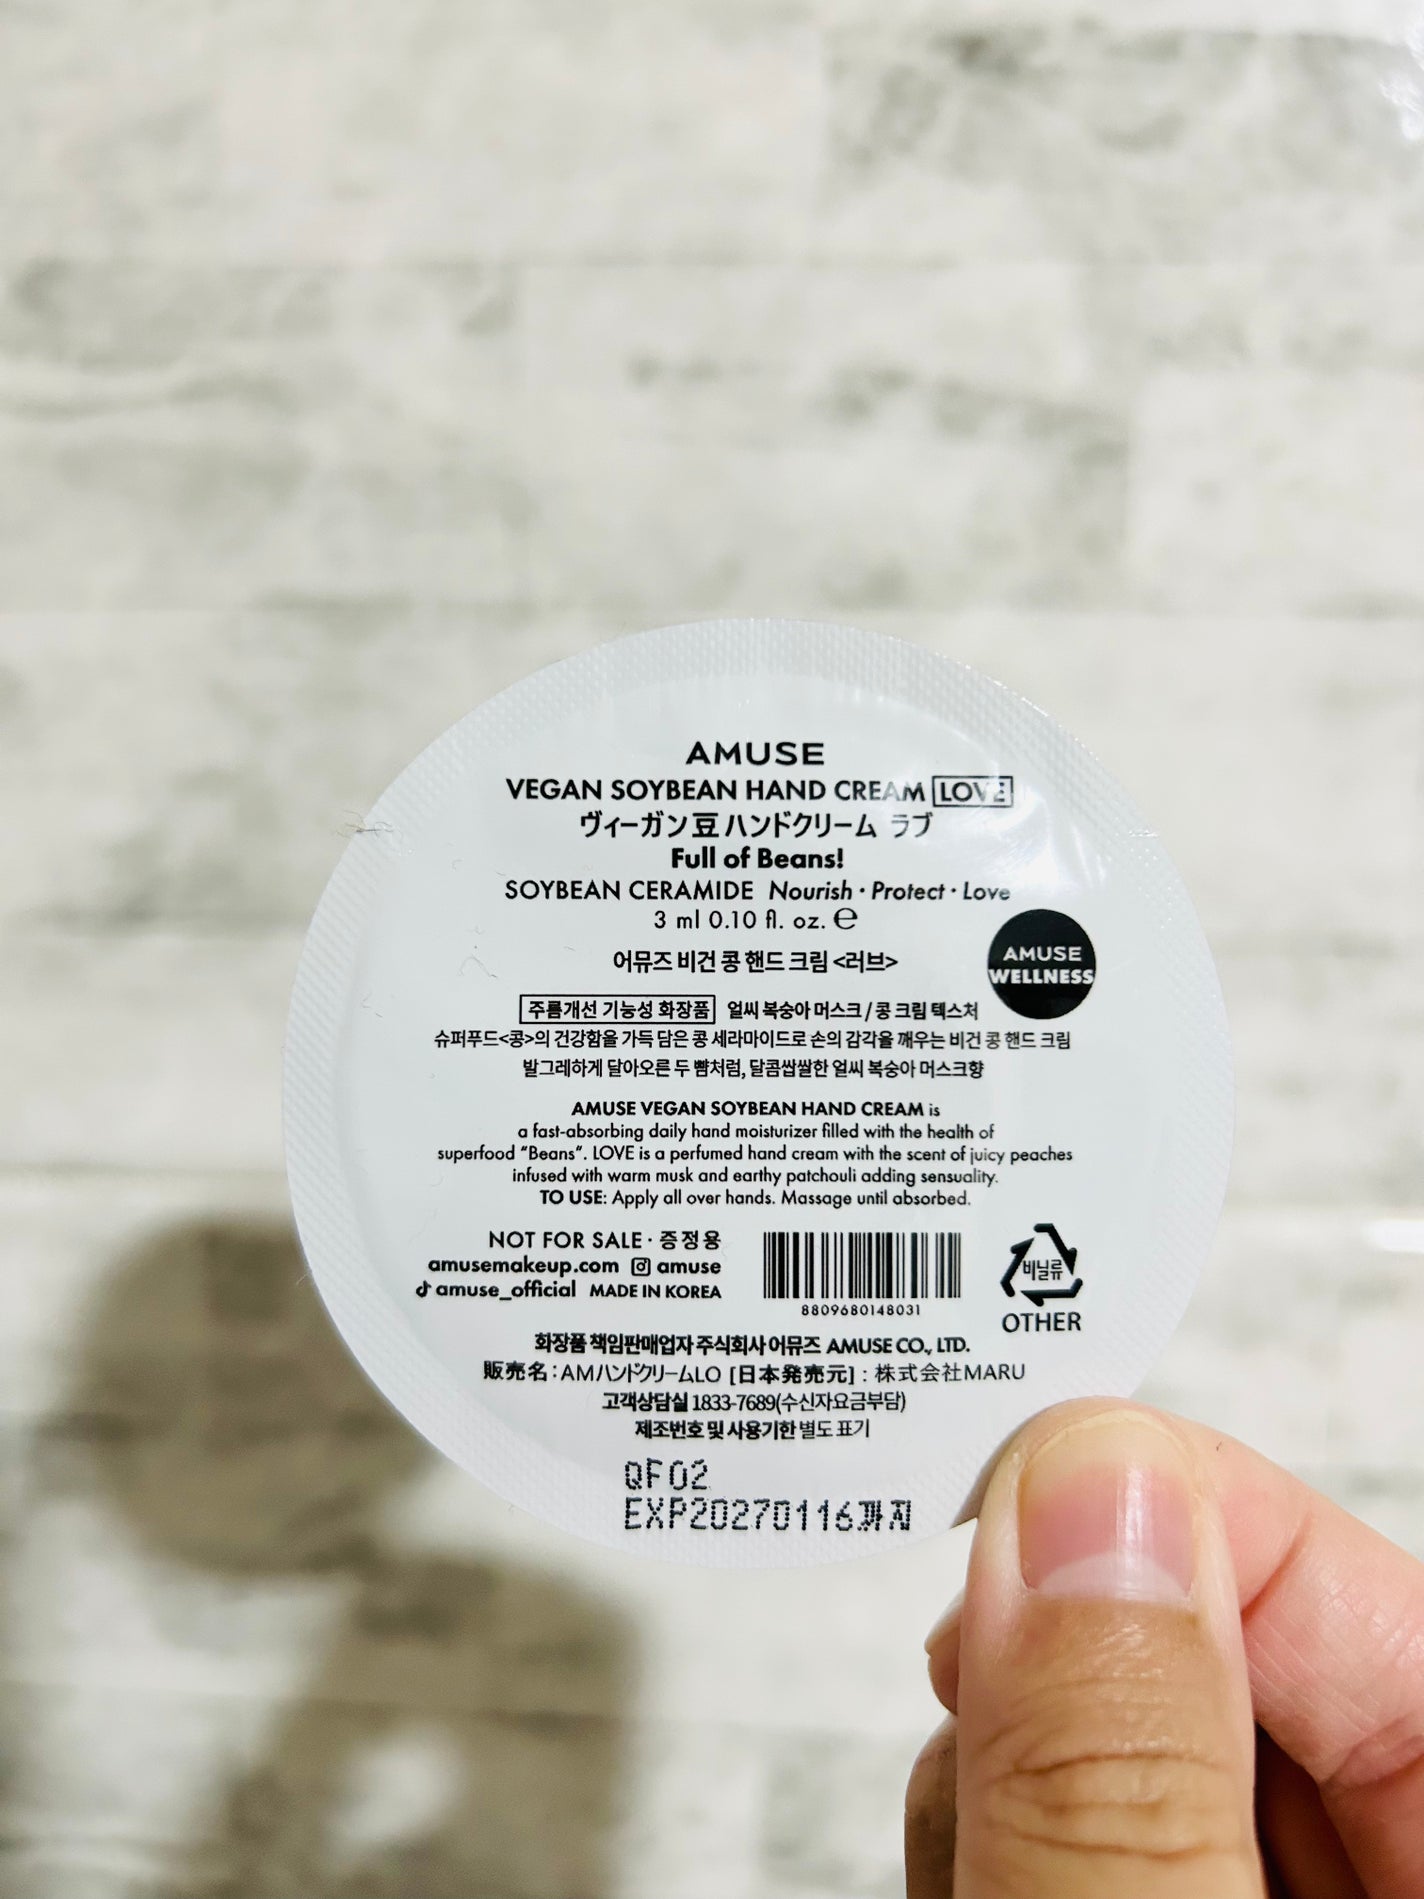 AMUSE
VEGAN SOYBEAN HAND CREAM LOVE
ヴィーガン豆ハンドクリーム ラブ
Full of Beans!
SOYBEAN CERAMIDE Nourish · Protect · Love
3 ml 0.10 fl. oz. ℮
어뮤즈 비건 콩 핸드 크림 <러브>
AMUSE
WELLNESS
주름개선 기능성 화장품 얼씨 복숭아 머스크 / 콩 크림 텍스처
슈퍼푸드<콩>의 건강함을 가득 담은 콩 세라마이드로 손의 감각을 깨우는 비건 콩 핸드 크림
발그레하게 달아오른 두 뺨처럼, 달콤쌉쌀한 얼씨 복숭아 머스크향
AMUSE VEGAN SOYBEAN HAND CREAM is
a fast-absorbing daily hand moisturizer filled with the health of
superfood “Beans”. LOVE is a perfumed hand cream with the scent of juicy peaches
infused with warm musk and earthy patchouli adding sensuality.
TO USE: Apply all over hands. Massage until absorbed.
NOT FOR SALE · 증정용
amusemakeup.com amuse
amuse_official MADE IN KOREA
8809680148031
비닐류
OTHER
화장품 책임판매업자 주식회사 어뮤즈 AMUSE CO., LTD.
販売名：AMハンドクリームLO [日本発売元]：株式会社MARU
고객상담실 1833-7689(수신자요금부담)
제조번호 및 사용기한 별도 표기
QF02
EXP20270116까지